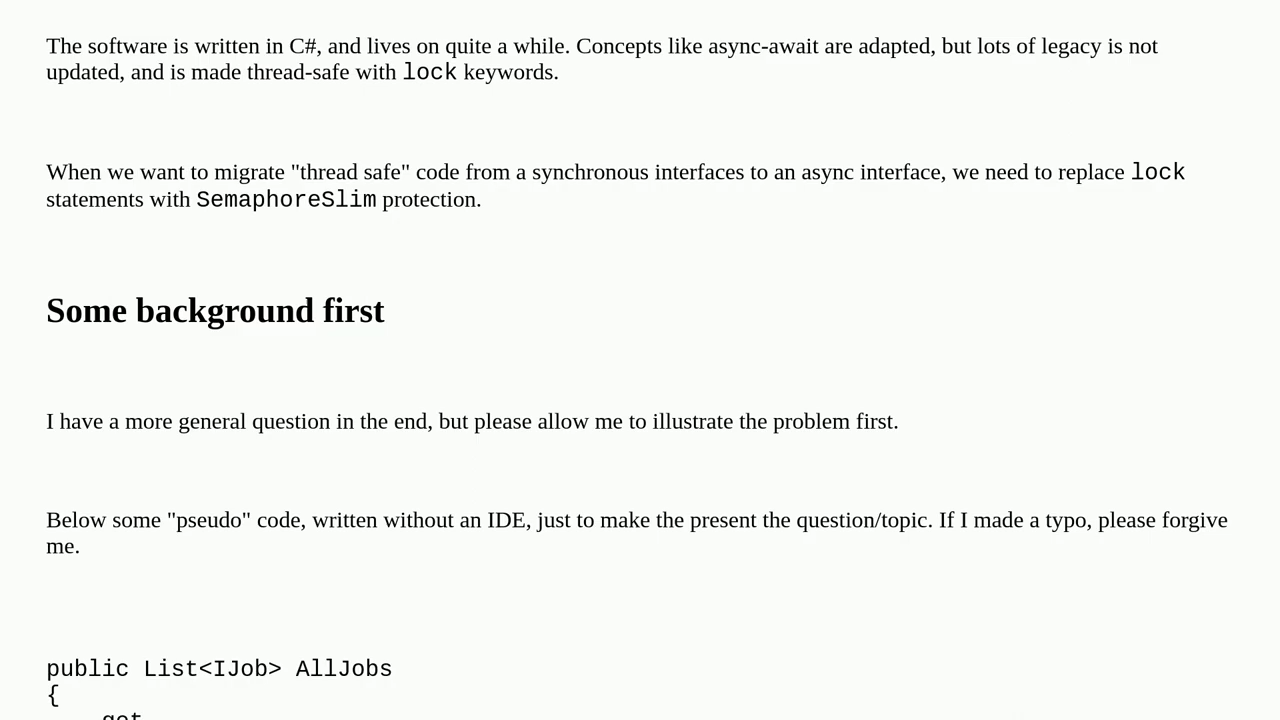 The software is written in C#, and lives on quite a while. Concepts like async-await are adapted, but lots of legacy is not
updated, and is made thread-safe with lock keywords.
When we want to migrate "thread safe" code from a synchronous interfaces to an async interface, we need to replace lock
statements with SemaphoreSlim protection.
Some background first
I have a more general question in the end, but please allow me to illustrate the problem first.
Below some "pseudo" code, written without an IDE, just to make the present the question/topic. If I made a typo, please forgive
me.
public List<IJob> AllJobs
{
get